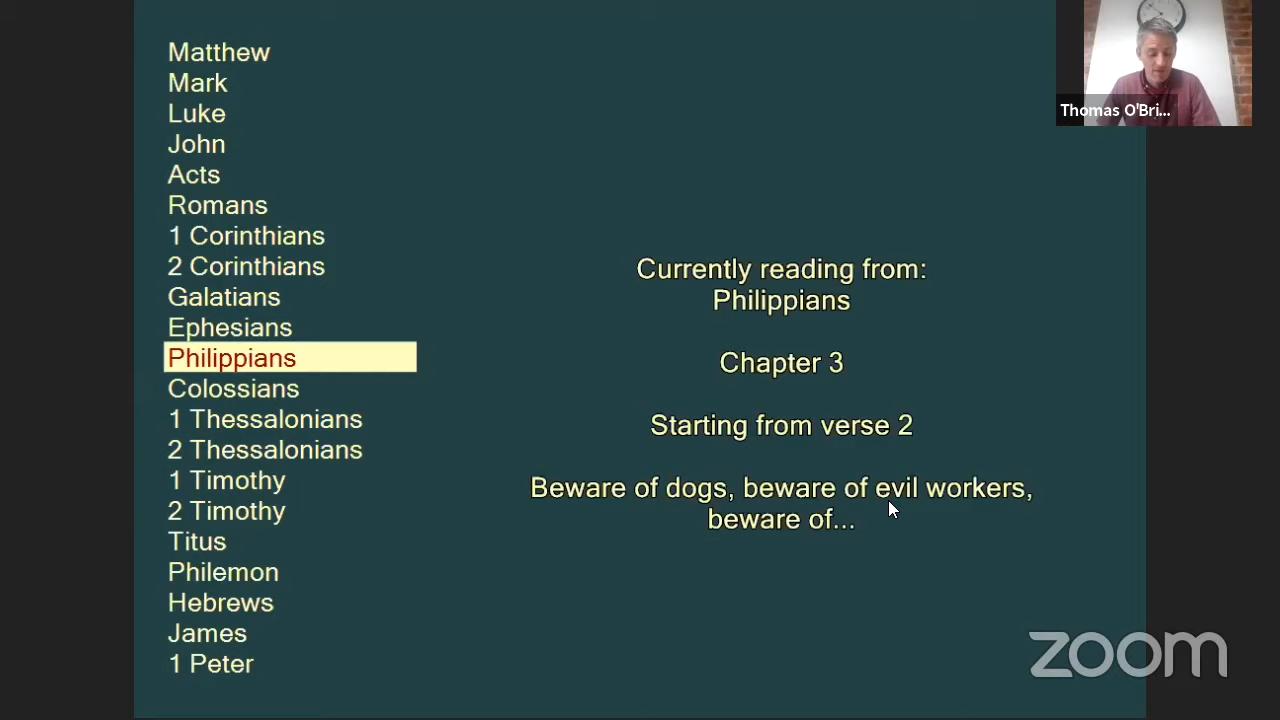 Matthew
Mark
Luke
John
Acts
Romans
1 Corinthians
2 Corinthians
Galatians
Ephesians
Philippians
Colossians
1 Thessalonians
2 Thessalonians
1 Timothy
2 Timothy
Titus
Philemon
Hebrews
James
1 Peter
Currently reading from:
Philippians
Chapter 3
Starting from verse 2
Beware of dogs, beware of evil workers,
beware of...
Thomas O'Bri...
zoom